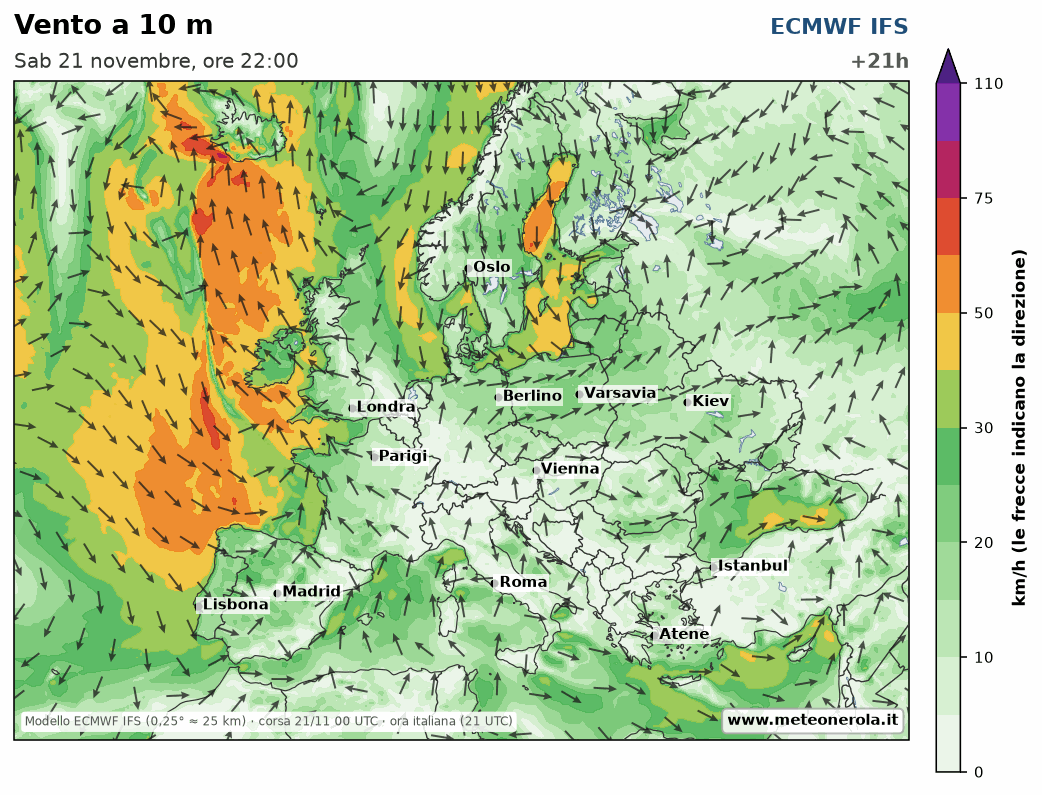 Vento a 10 m
ECMWF IFS
Sab 21 novembre, ore 22:00
+21h
110
75
50
30
20
10
0
km/h (le frecce indicano la direzione)
Oslo
Berlino
Varsavia
Kiev
Londra
Parigi
Vienna
Istanbul
Roma
Madrid
Lisbona
Atene
Modello ECMWF IFS (0,25° ≈ 25 km) · corsa 21/11 00 UTC · ora italiana (21 UTC)
www.meteonerola.it